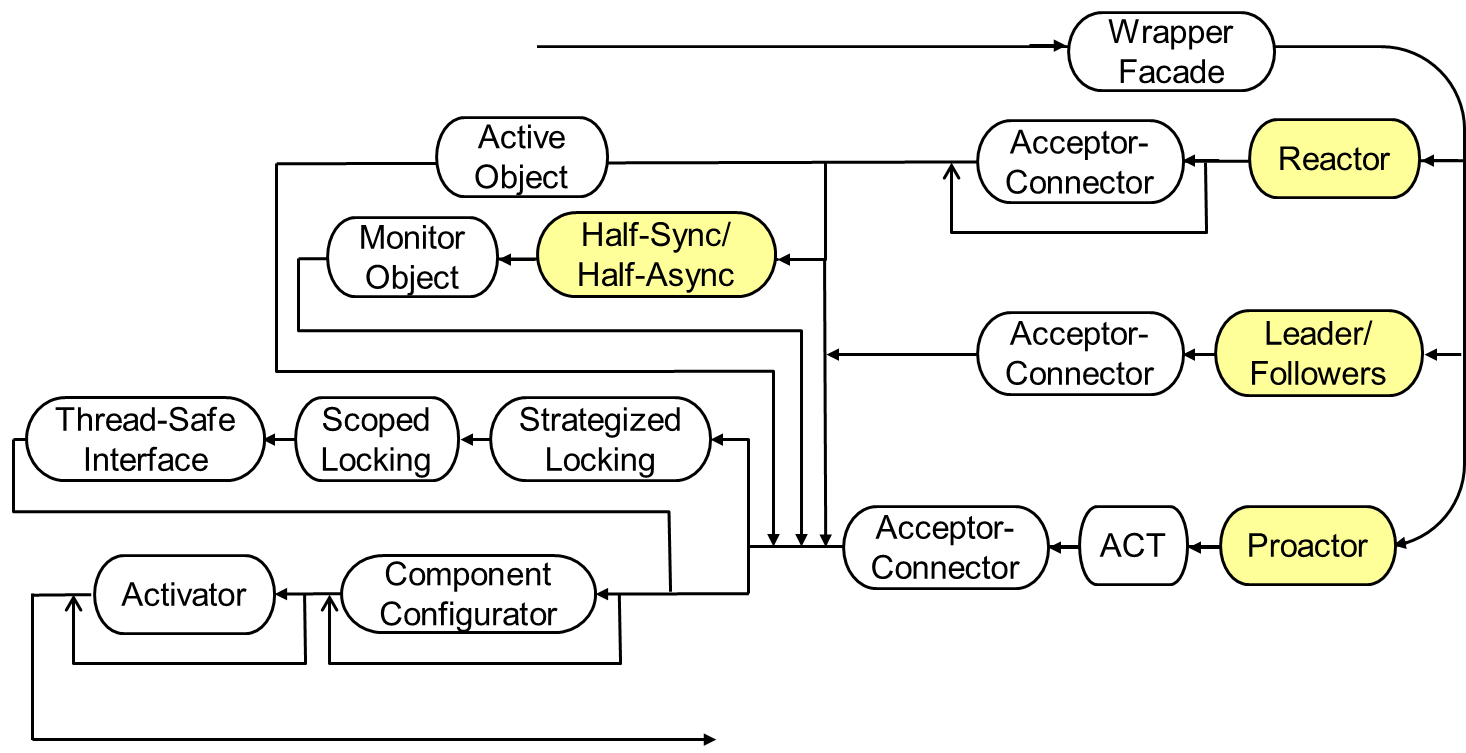 Wrapper
Facade
Active
Object
Acceptor-
Connector
Reactor
Monitor
Object
Half-Sync/
Half-Async
Acceptor-
Connector
Leader/
Followers
Thread-Safe
Interface
Scoped
Locking
Strategized
Locking
Acceptor-
Connector
ACT
Proactor
Activator
Component
Configurator